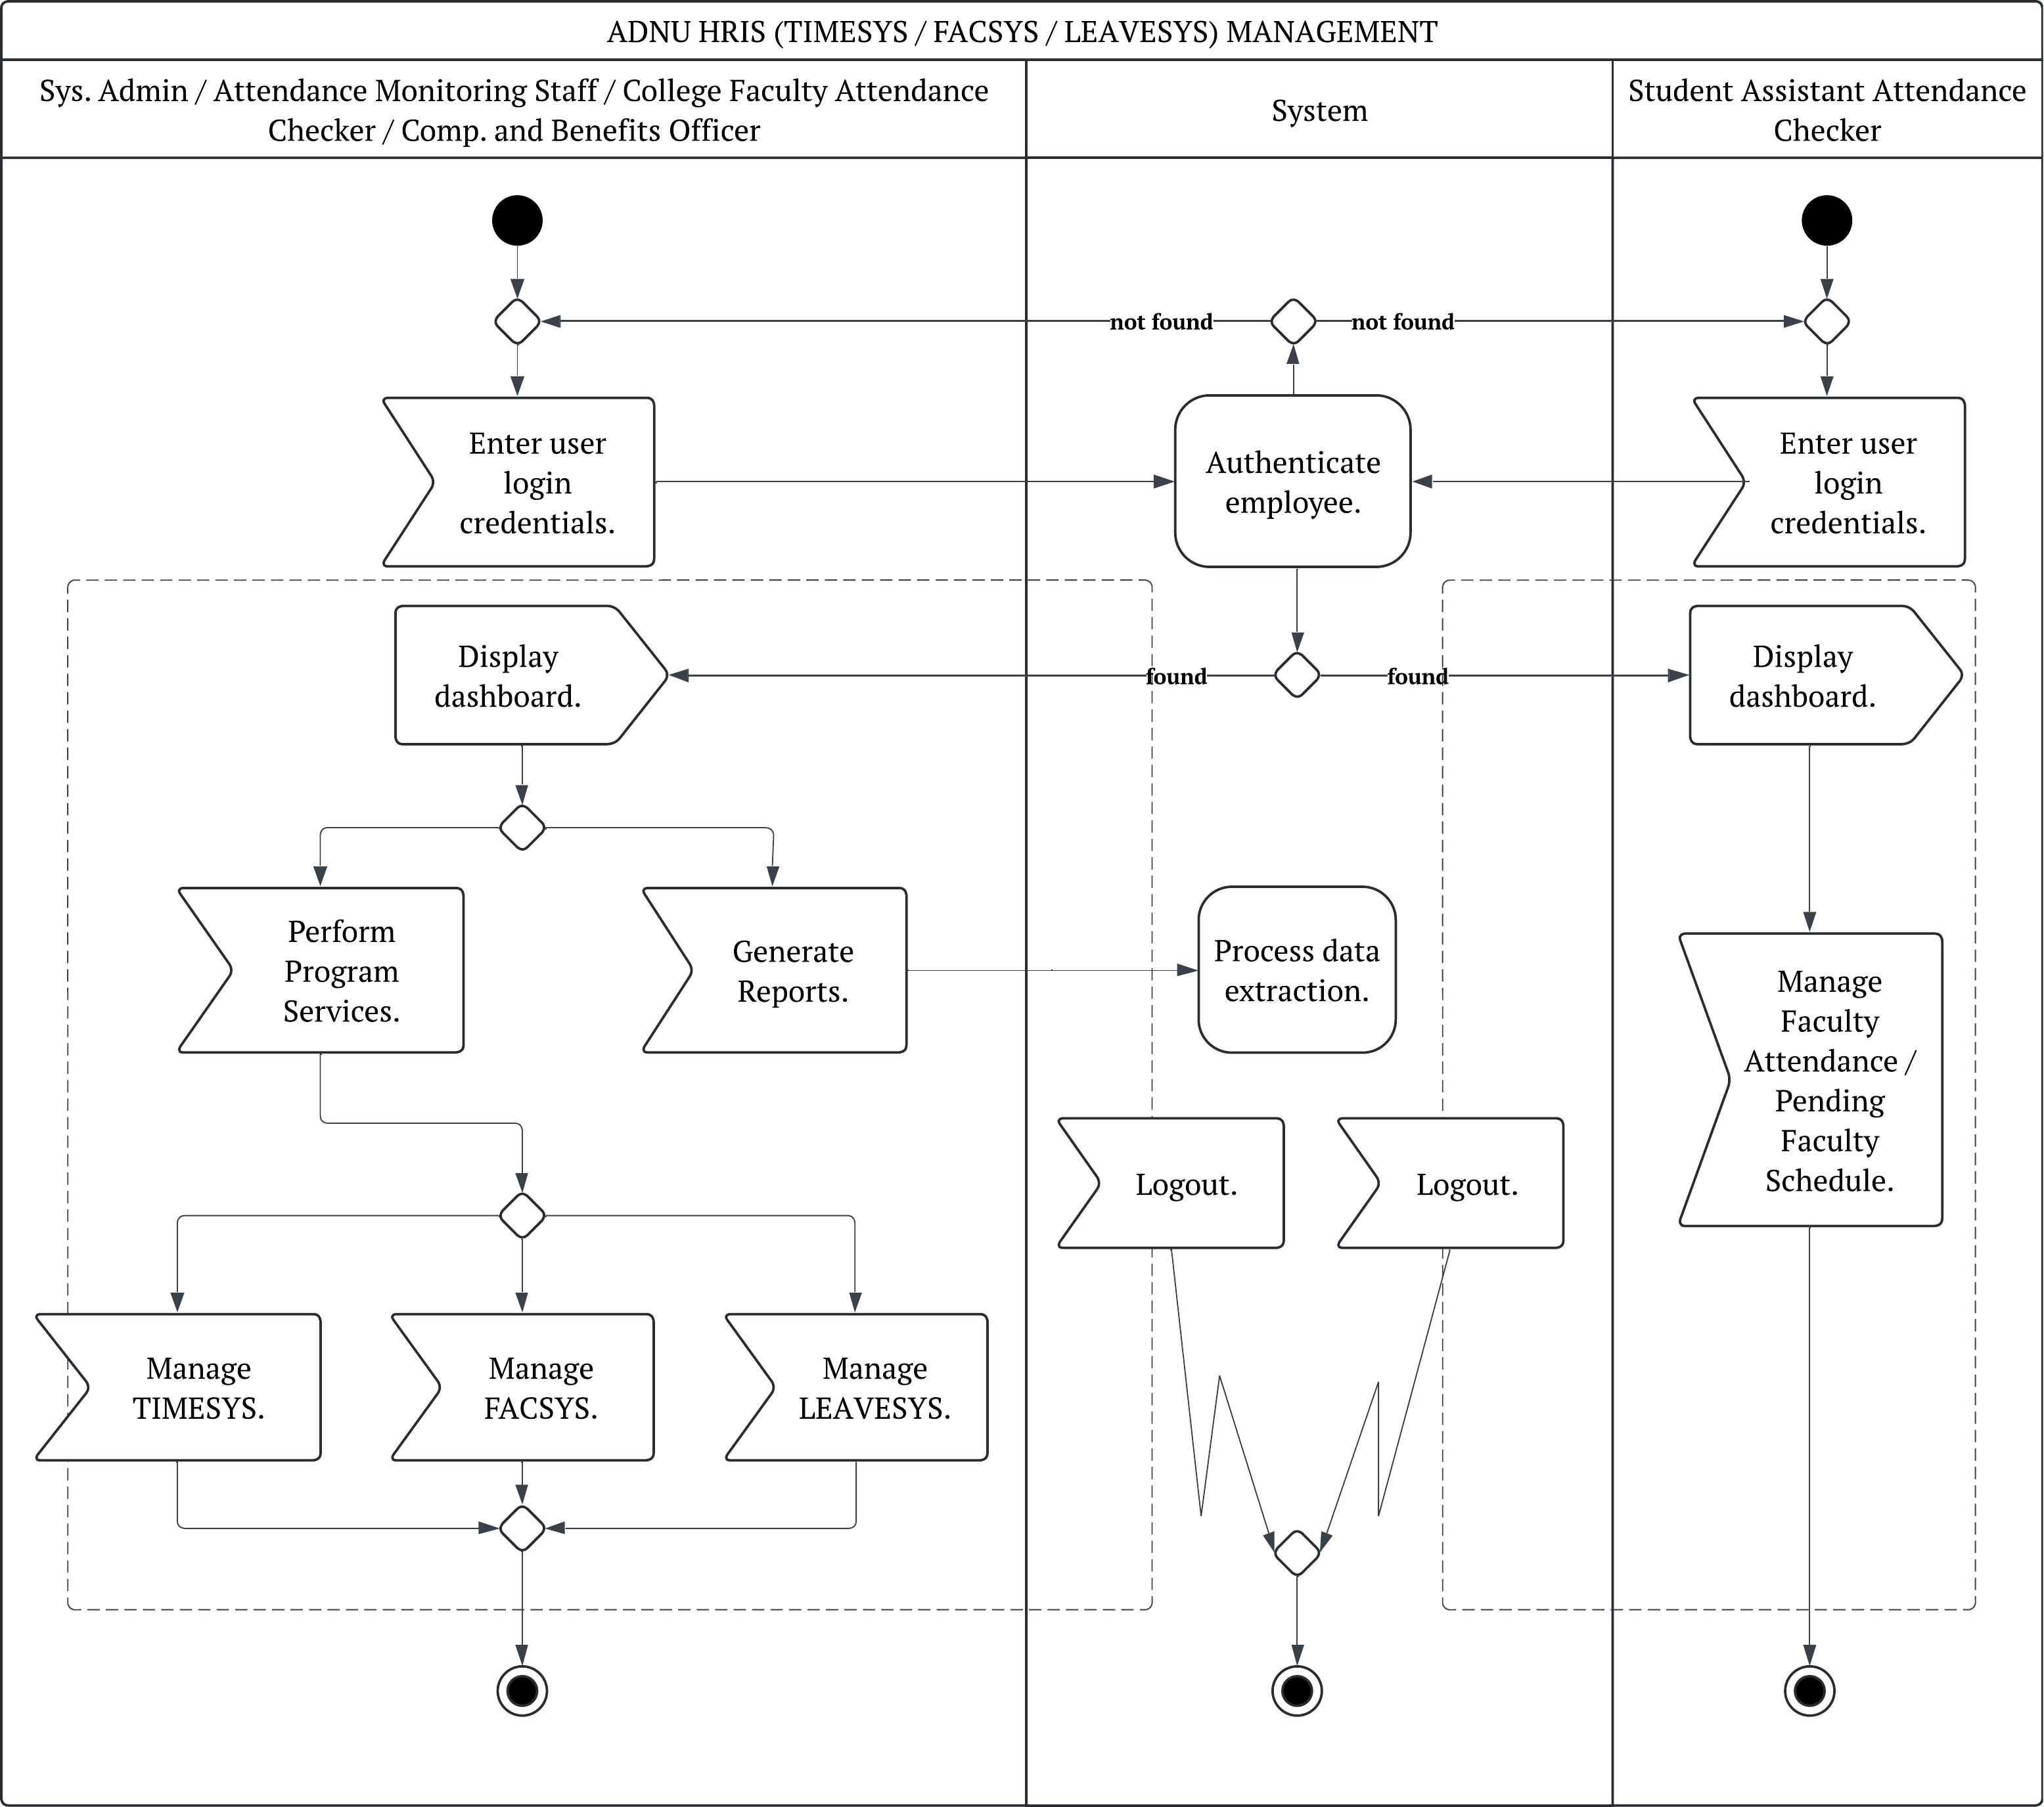 ADNU HRIS (TIMESYS / FACSYS / LEAVESYS) MANAGEMENT
Sys. Admin / Attendance Monitoring Staff / College Faculty Attendance
Checker / Comp. and Benefits Officer
System
Student Assistant Attendance
Checker
not found
not found
Enter user
login
credentials.
Authenticate
employee.
Enter user
login
credentials.
Display
dashboard.
found
found
Display
dashboard.
Perform
Program
Services.
Generate
Reports.
Process data
extraction.
Manage
Faculty
Attendance /
Pending
Faculty
Schedule.
Logout.
Logout.
Manage
TIMESYS.
Manage
FACSYS.
Manage
LEAVESYS.